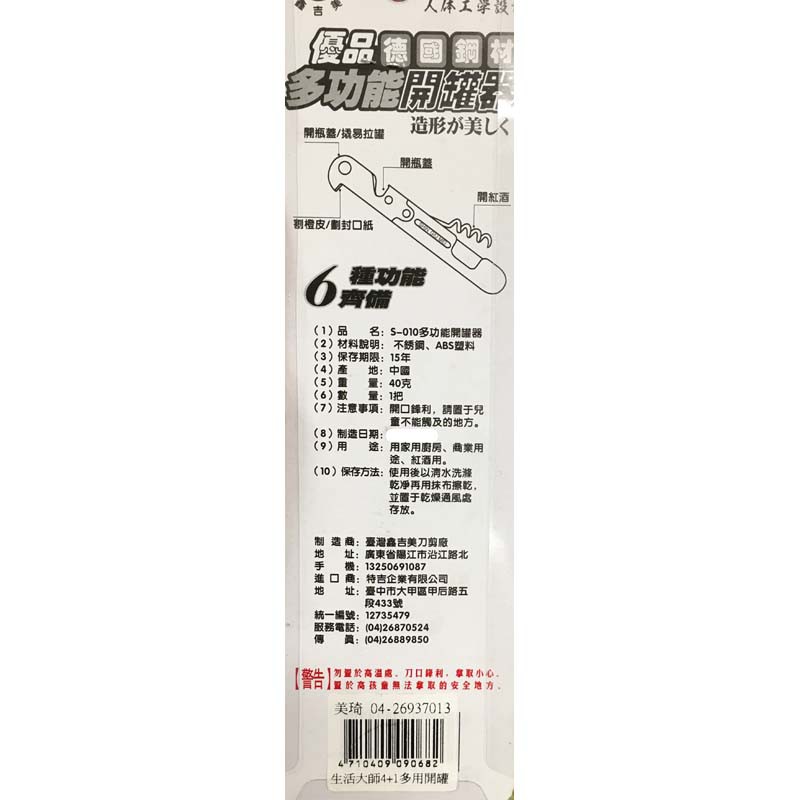 吉
人体工學設
優品德國鋼材
多功能開罐器
造形が美しく
開瓶蓋/撬易拉罐
開瓶蓋
開紅酒
割橙皮/劃封口紙
6種功能
齊備
(1)品 名：S-010多功能開罐器
(2)材料說明：不銹鋼、ABS塑料
(3)保存期限：15年
(4)產 地：中國
(5)重 量：40克
(6)數 量：1把
(7)注意事項：開口鋒利，請置于兒
童不能觸及的地方。
(8)制造日期：
(9)用 途：用家用廚房、商業用
途、紅酒用。
(10)保存方法：使用後以清水洗滌
乾凈再用抹布擦乾，
並置于乾燥通風處
存放。
制 造 商：臺灣鑫吉美刀剪廠
地 址：廣東省陽江市沿江路北
手 機：13250691087
進 口 商：特吉企業有限公司
地 址：臺中市大甲區甲后路五
段433號
統一編號：12735479
服務電話：(04)26870524
傳 真：(04)26889850
【警告】勿置於高溫處、刀口鋒利，拿取小心、
置於高孩童無法拿取的安全地方。
美琦 04-26937013
4 710409 090682
生活大師4+1多用開罐